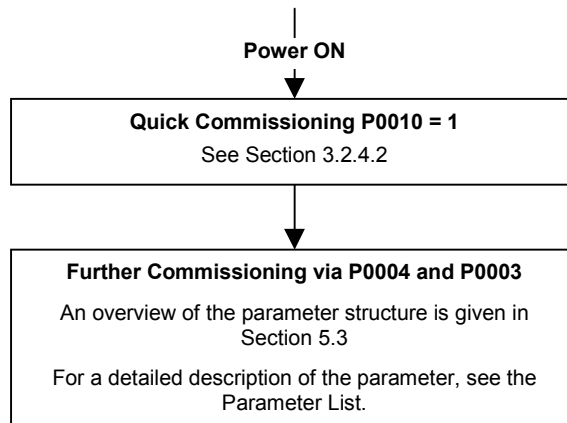 Power ON
Quick Commissioning P0010 = 1
See Section 3.2.4.2
Further Commissioning via P0004 and P0003
An overview of the parameter structure is given in
Section 5.3
For a detailed description of the parameter, see the
Parameter List.